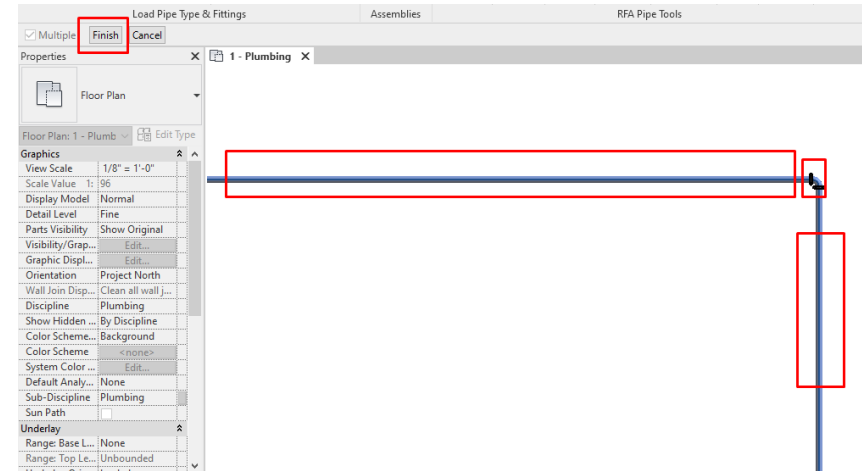 Load Pipe Type & Fittings Assemblies RFA Pipe Tools
Multiple Finish Cancel
Properties X 1 - Plumbing X
Floor Plan
Floor Plan: 1 - Plumb Edit Type
Graphics
View Scale 1/8" = 1'-0"
Scale Value 1: 96
Display Model Normal
Detail Level Fine
Parts Visibility Show Original
Visibility/Grap... Edit...
Graphic Displ... Edit...
Orientation Project North
Wall Join Disp... Clean all wall j...
Discipline Plumbing
Show Hidden ... By Discipline
Color Scheme... Background
Color Scheme <none>
System Color ... Edit...
Default Analy... None
Sub-Discipline Plumbing
Sun Path
Underlay
Range: Base L... None
Range: Top Le... Unbounded